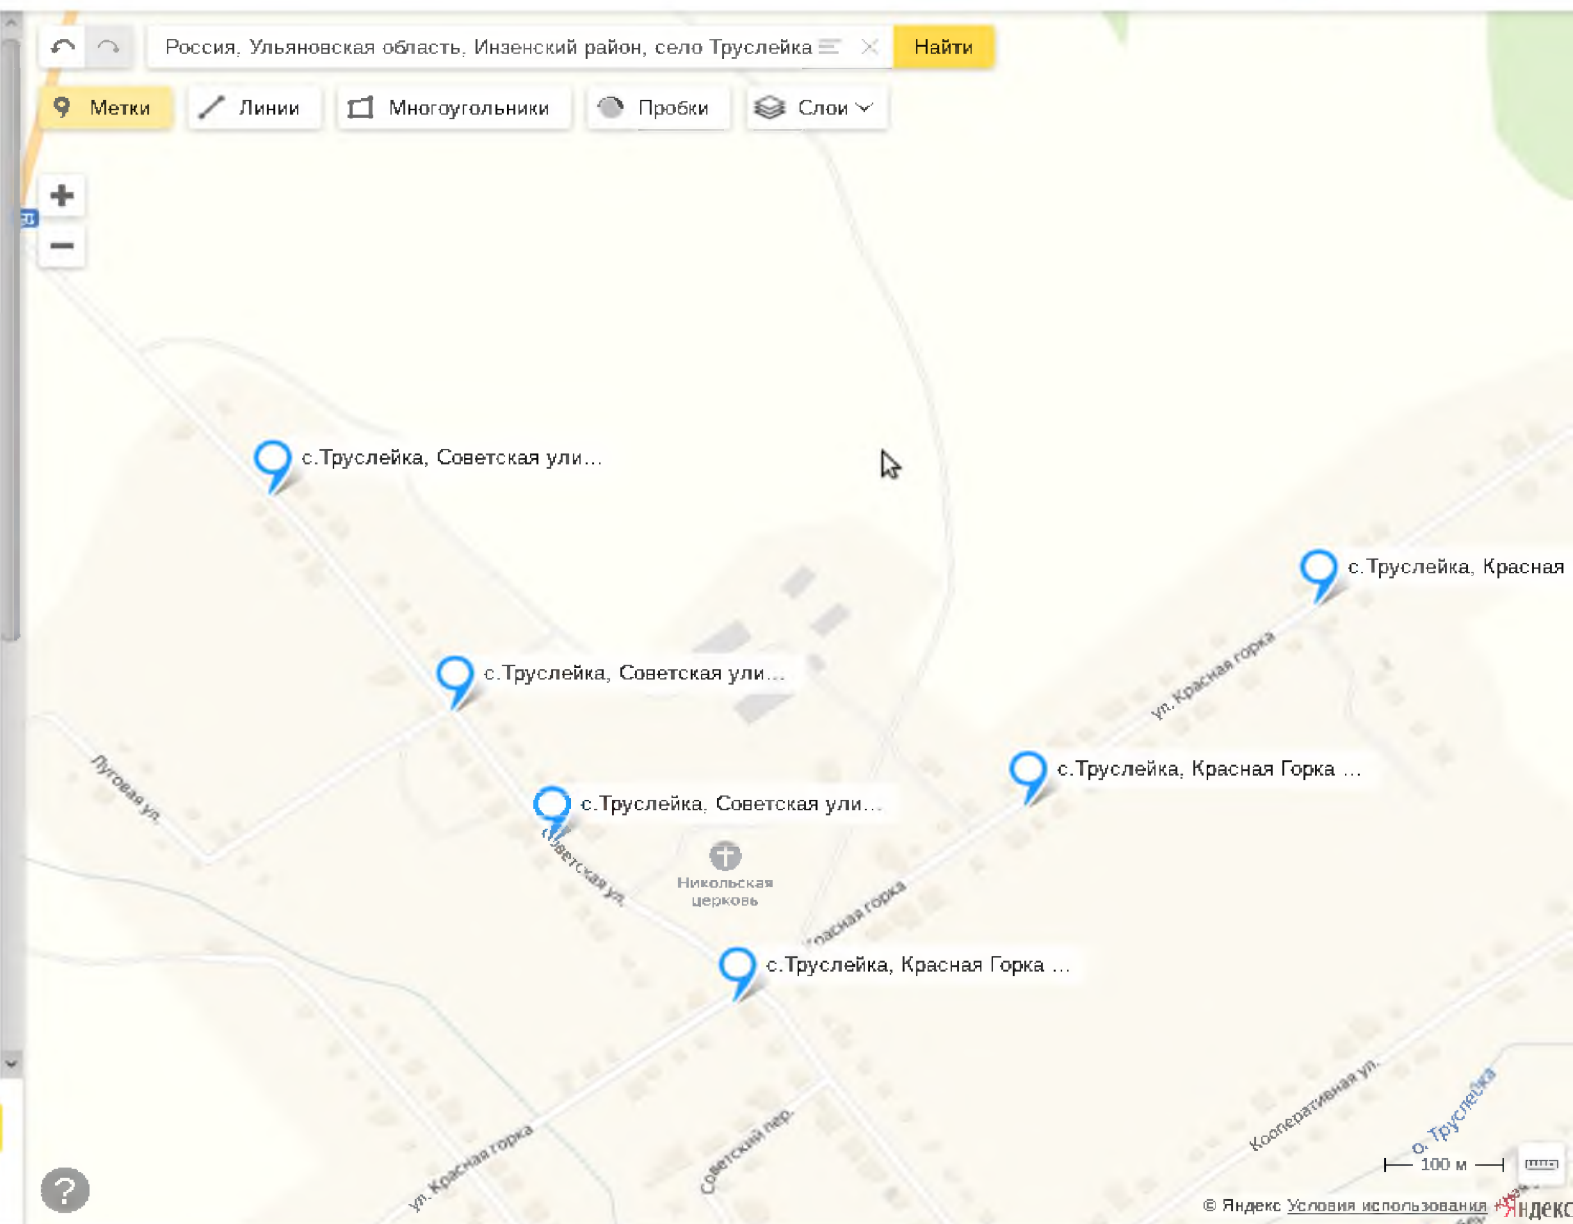 Россия, Ульяновская область, Инзенский район, село Труслейка
Найти
Метки
Линии
Многоугольники
Пробки
Слои
с.Труслейка, Советская ули...
с.Труслейка, Красная
ул. Красная горка
с.Труслейка, Советская ули...
Луговая ул.
с.Труслейка, Красная Горка ...
с.Труслейка, Советская ули...
Советская ул.
Никольская
церковь
Красная горка
с.Труслейка, Красная Горка ...
Кооперативная ул.
о. Труслейка
Советский пер.
ул. Красная горка
100 м
?
© Яндекс Условия использования
Яндекс